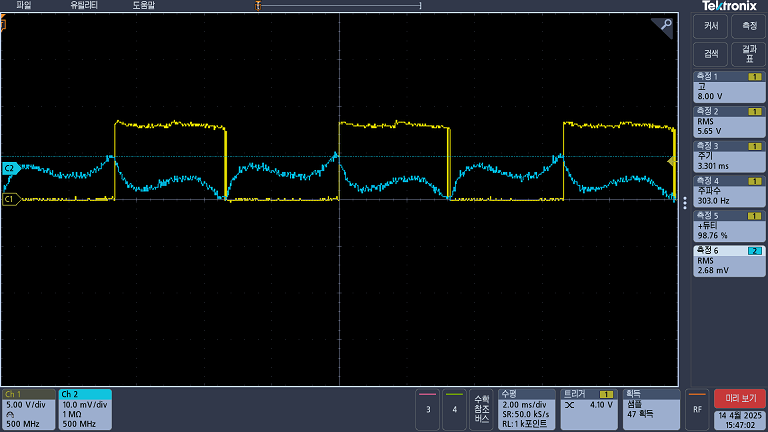 파일 유틸리티 도움말
Tektronix
커서 측정
검색 결과 표
측정 1 1
고
8.00 V
측정 2 1
RMS
5.65 V
측정 3 1
주기
3.301 ms
측정 4 1
주파수
303.0 Hz
측정 5 1
+듀티
98.76 %
측정 6 2
RMS
2.68 mV
C2
C1
Ch 1
5.00 V/div
500 MHz
Ch 2
10.0 mV/div
1 MΩ
500 MHz
3
4
수학
참조
버스
수평
2.00 ms/div
SR:50.0 kS/s
RL:1 k포인트
트리거 1
4.10 V
획득
샘플
47 획득
RF
미리 보기
14 4월 2025
15:47:02